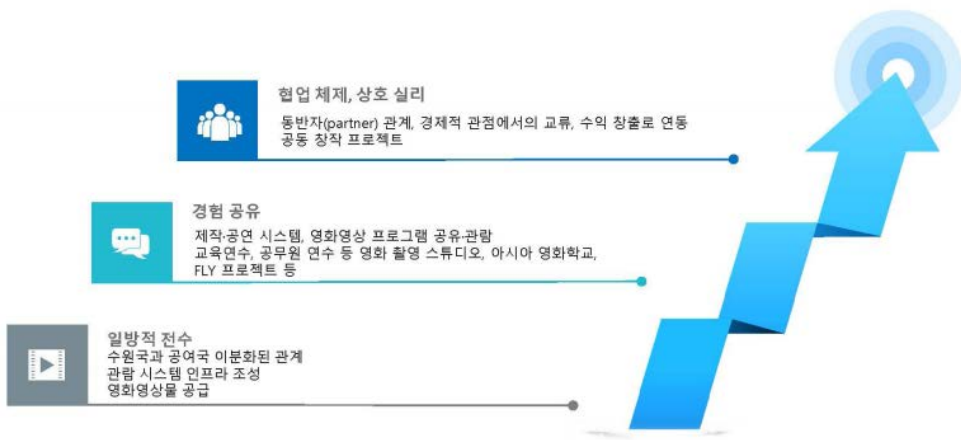 협업 체제, 상호 실리
동반자(partner) 관계, 경제적 관점에서의 교류, 수익 창출로 연동
공동 창작 프로젝트
경험 공유
제작·공연 시스템, 영화영상 프로그램 공유·관람
교육연수, 공무원 연수 등 영화 촬영 스튜디오, 아시아 영화학교,
FLY 프로젝트 등
일방적 전수
수원국과 공여국 이분화된 관계
관람 시스템 인프라 조성
영화영상물 공급